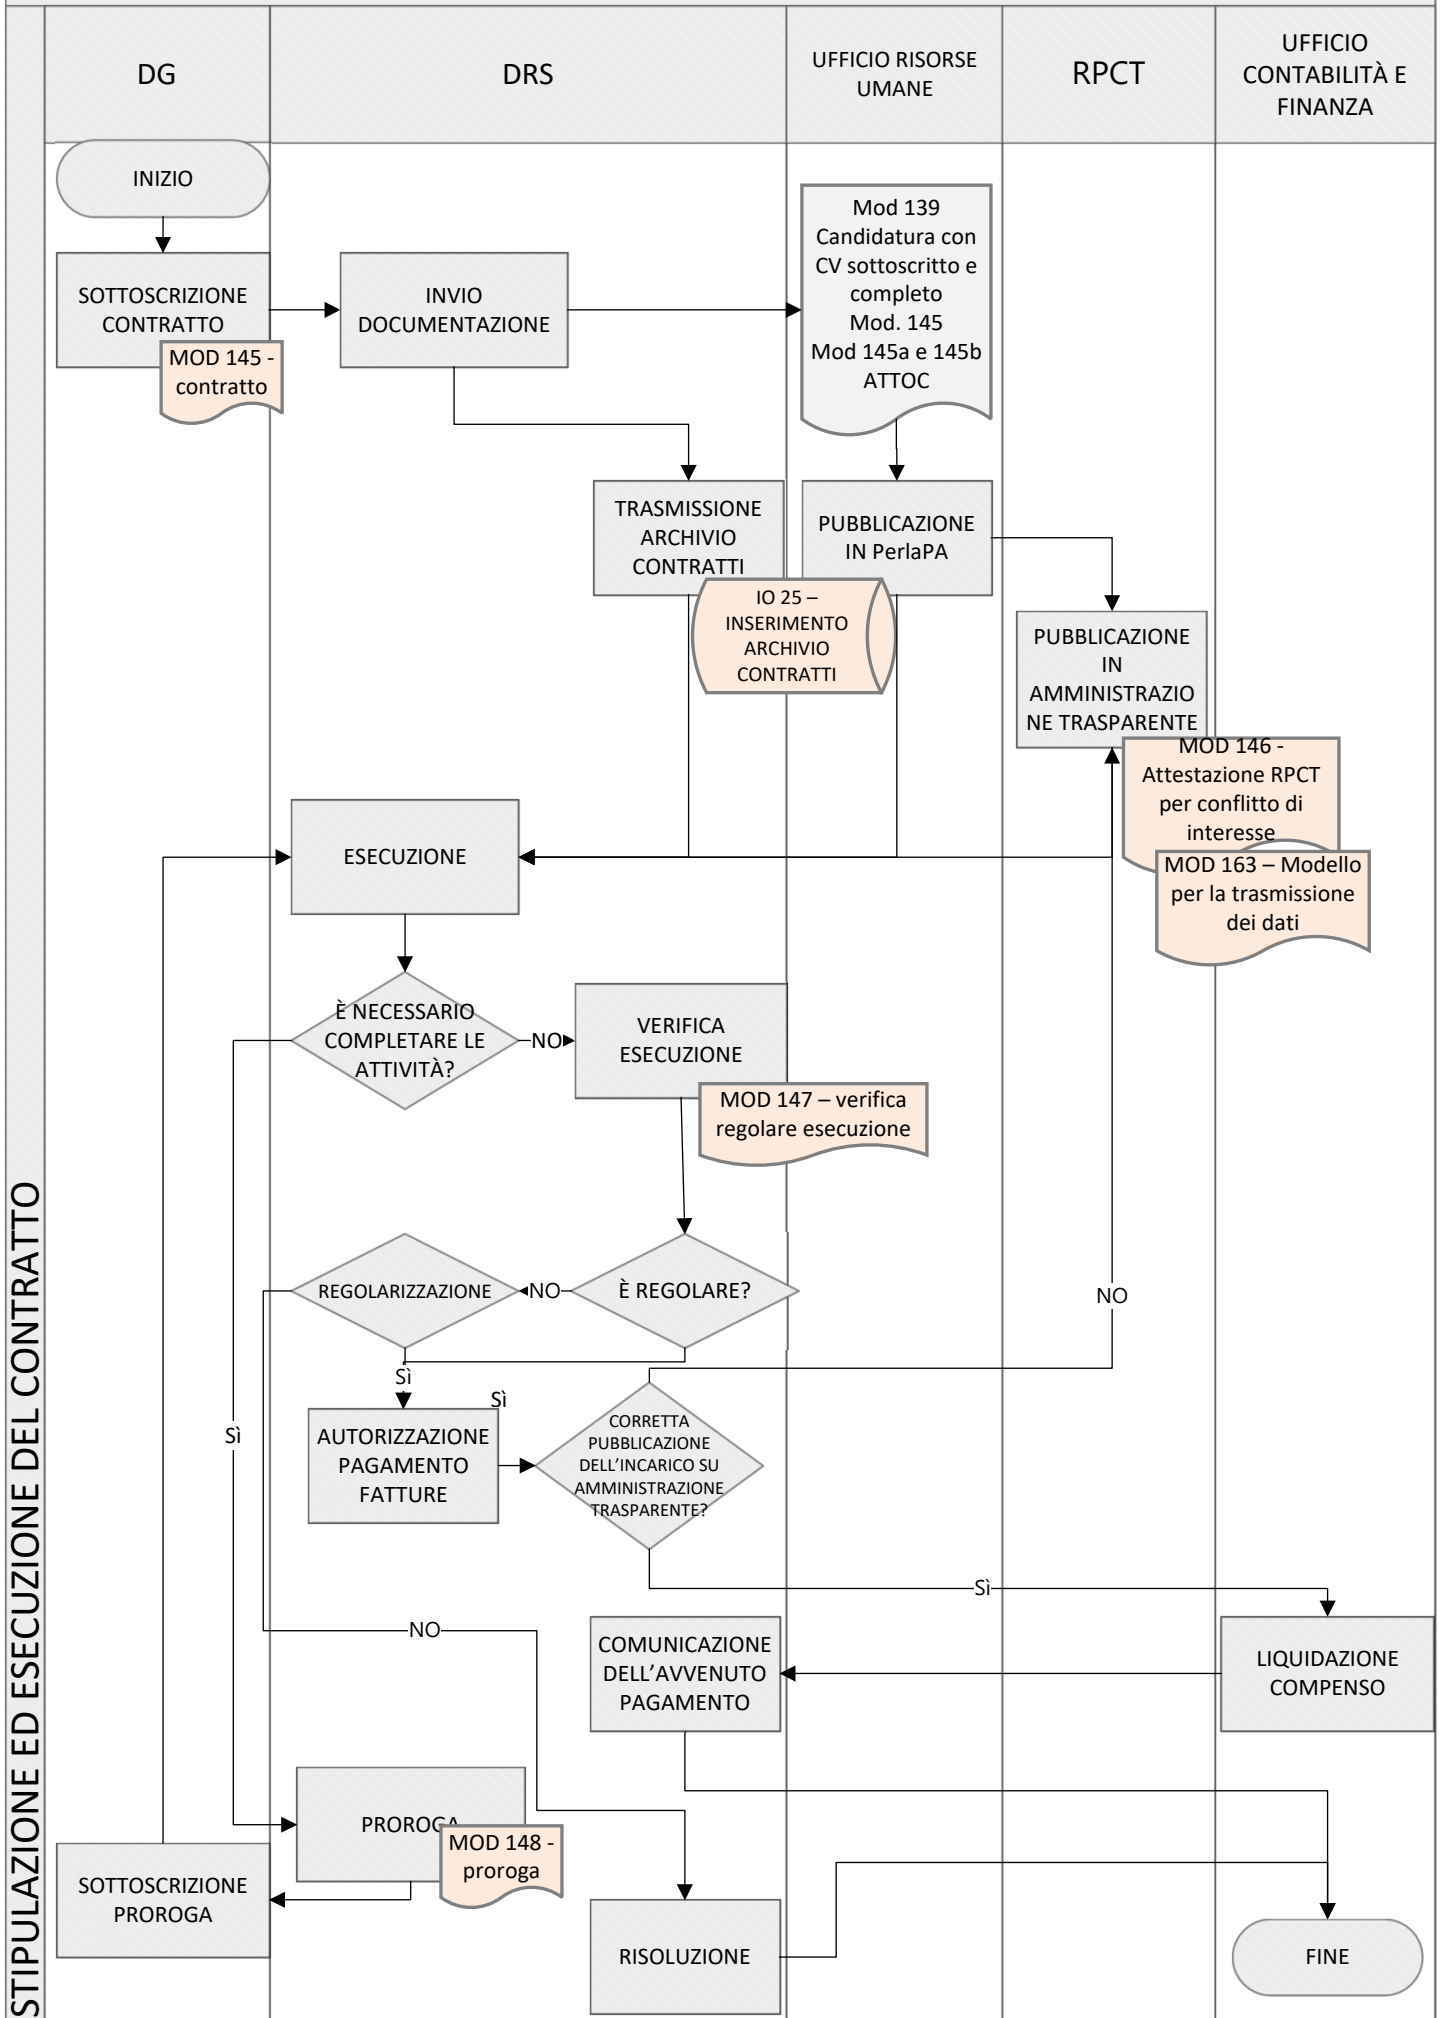 DG
DRS
UFFICIO RISORSE
UMANE
RPCT
UFFICIO
CONTABILITÀ E
FINANZA
STIPULAZIONE ED ESECUZIONE DEL CONTRATTO
INIZIO
SOTTOSCRIZIONE
CONTRATTO
MOD 145 -
contratto
INVIO
DOCUMENTAZIONE
Mod 139
Candidatura con
CV sottoscritto e
completo
Mod. 145
Mod 145a e 145b
ATTOC
TRASMISSIONE
ARCHIVIO
CONTRATTI
PUBBLICAZIONE
IN PerlaPA
IO 25 –
INSERIMENTO
ARCHIVIO
CONTRATTI
PUBBLICAZIONE
IN
AMMINISTRAZIO
NE TRASPARENTE
MOD 146 -
Attestazione RPCT
per conflitto di
interesse
MOD 163 – Modello
per la trasmissione
dei dati
ESECUZIONE
È NECESSARIO
COMPLETARE LE
ATTIVITÀ?
NO
VERIFICA
ESECUZIONE
MOD 147 – verifica
regolare esecuzione
REGOLARIZZAZIONE
NO
È REGOLARE?
NO
Sì
Sì
Sì
AUTORIZZAZIONE
PAGAMENTO
FATTURE
CORRETTA
PUBBLICAZIONE
DELL’INCARICO SU
AMMINISTRAZIONE
TRASPARENTE?
Sì
NO
COMUNICAZIONE
DELL’AVVENUTO
PAGAMENTO
LIQUIDAZIONE
COMPENSO
PROROGA
MOD 148 -
proroga
SOTTOSCRIZIONE
PROROGA
RISOLUZIONE
FINE